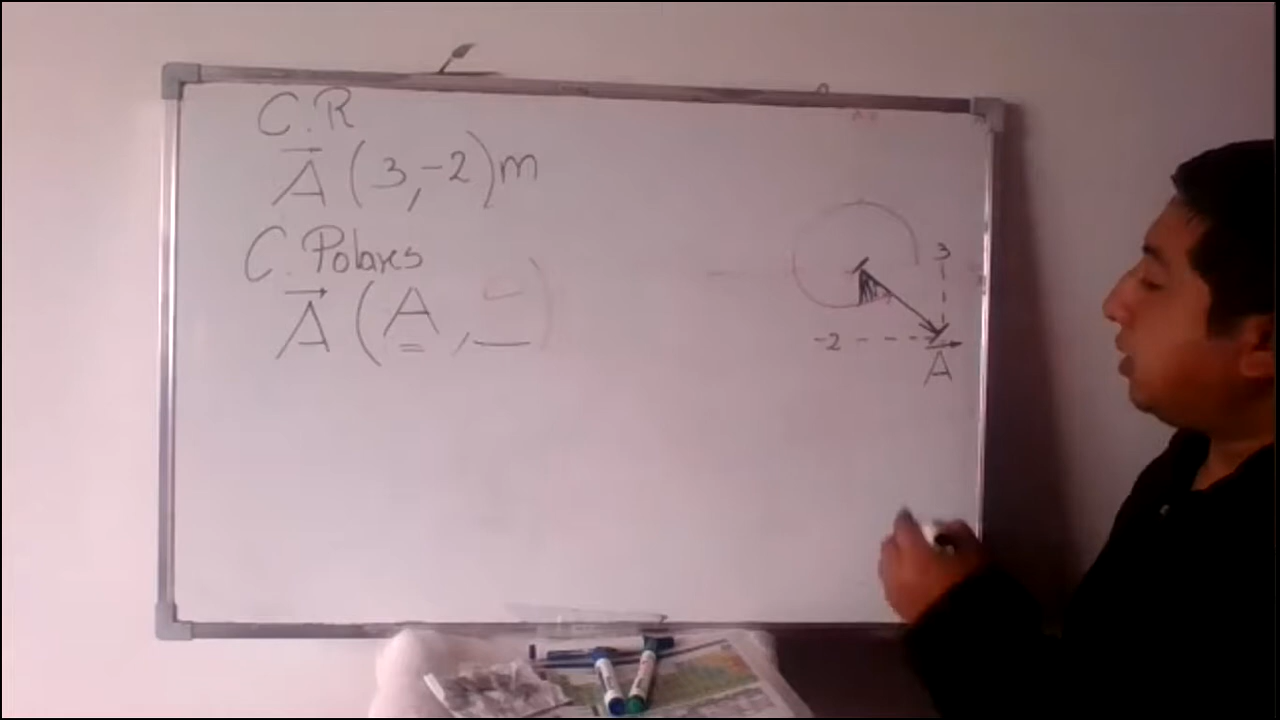 C.R
A (3,-2)m
C. Polares
A (A, _)
3
-2
A